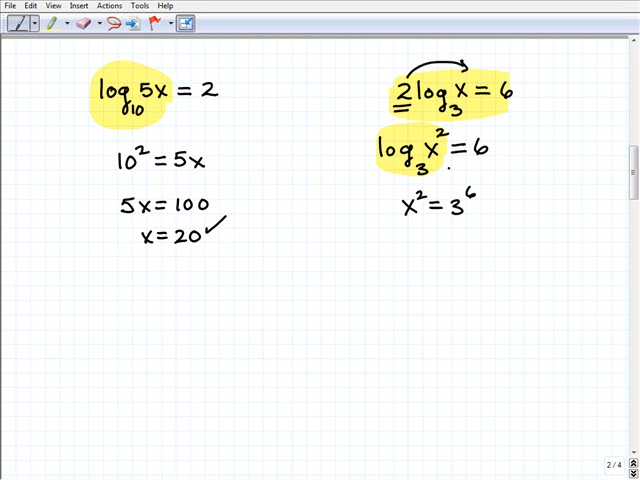 File Edit View Insert Actions Tools Help
log₁₀ 5x = 2
10² = 5x
5x = 100
x = 20 ✓
2 log₃ x = 6
log₃ x² = 6
x² = 3⁶
2 / 4